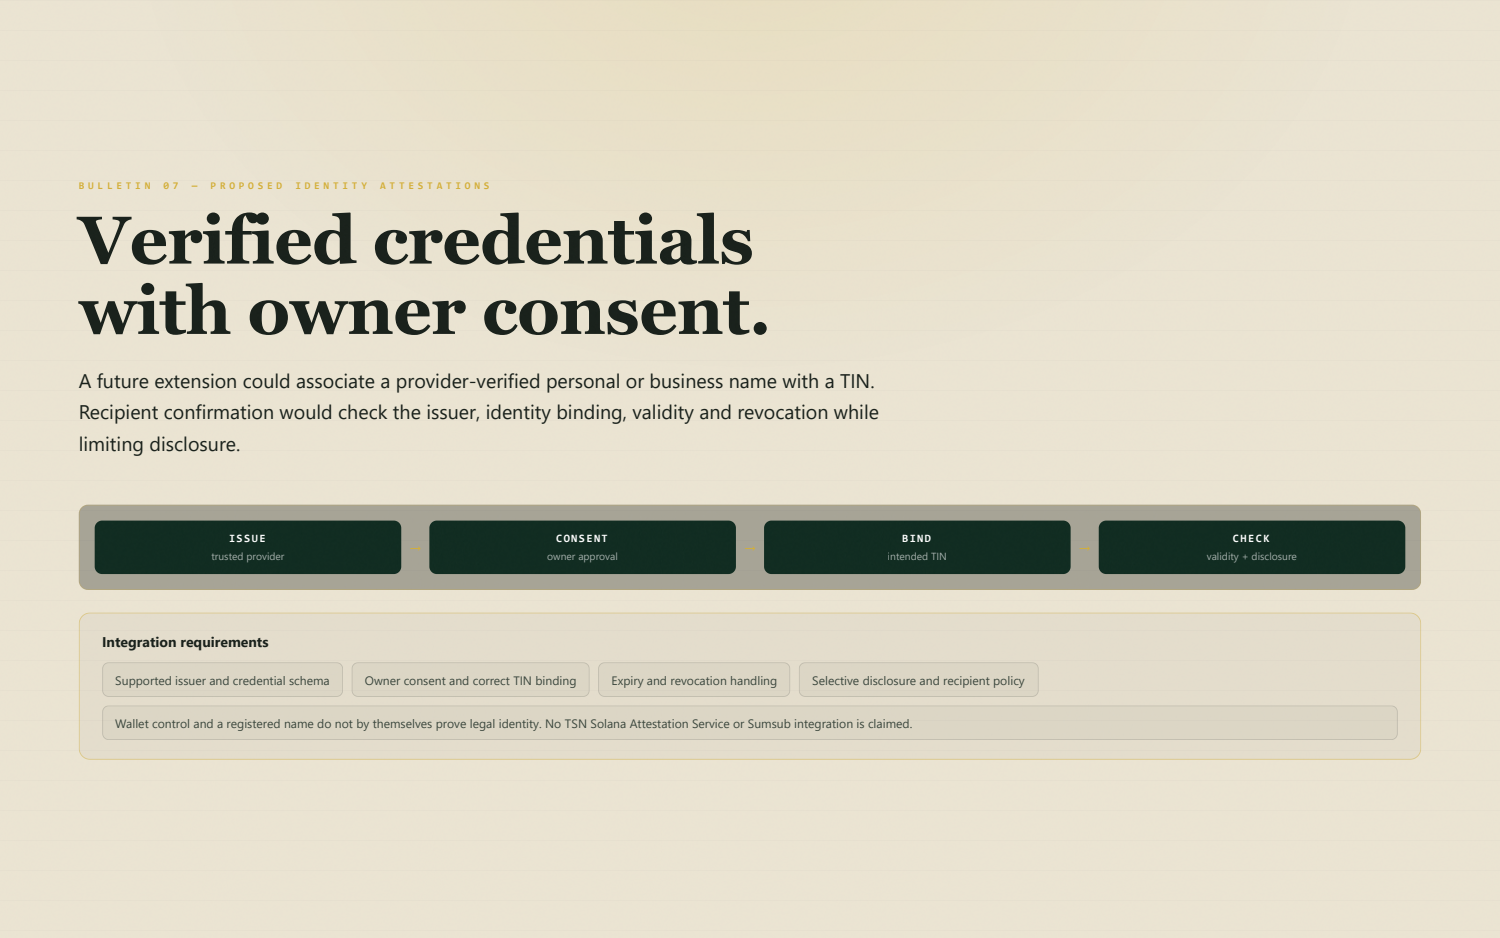 BULLETIN 07 — PROPOSED IDENTITY ATTESTATIONS
Verified credentials
with owner consent.
A future extension could associate a provider-verified personal or business name with a TIN.
Recipient confirmation would check the issuer, identity binding, validity and revocation while
limiting disclosure.
ISSUE
trusted provider
→
CONSENT
owner approval
→
BIND
intended TIN
→
CHECK
validity + disclosure
Integration requirements
Supported issuer and credential schema
Owner consent and correct TIN binding
Expiry and revocation handling
Selective disclosure and recipient policy
Wallet control and a registered name do not by themselves prove legal identity. No TSN Solana Attestation Service or Sumsub integration is claimed.